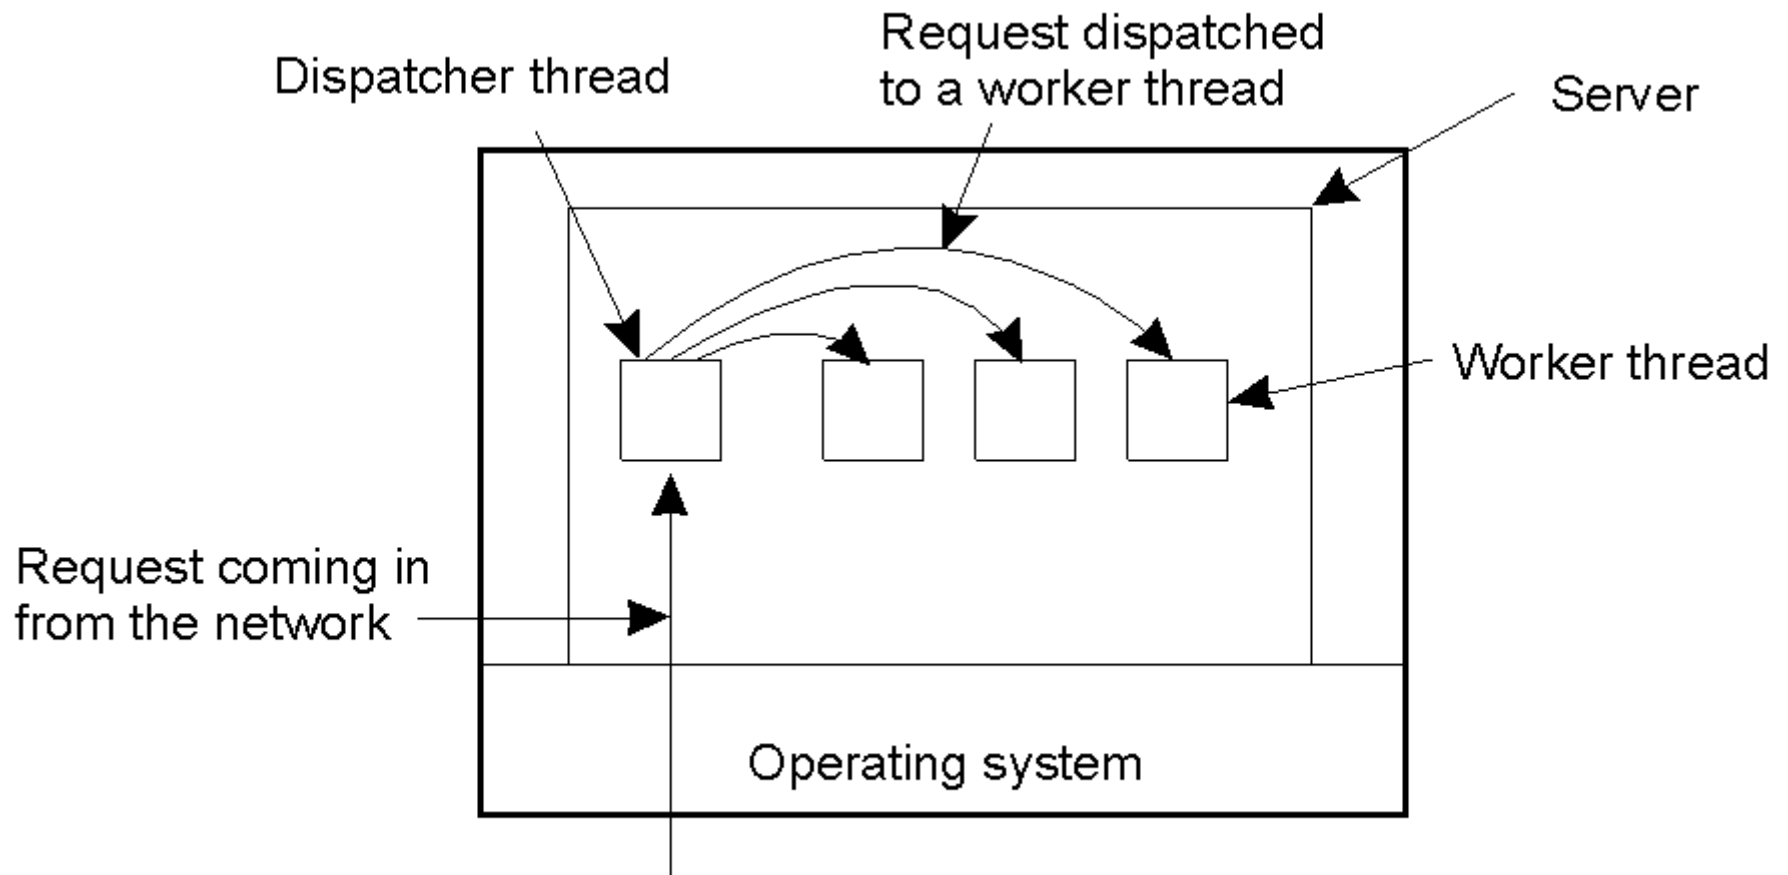 Request dispatched
to a worker thread
Dispatcher thread
Server
Worker thread
Request coming in
from the network
Operating system